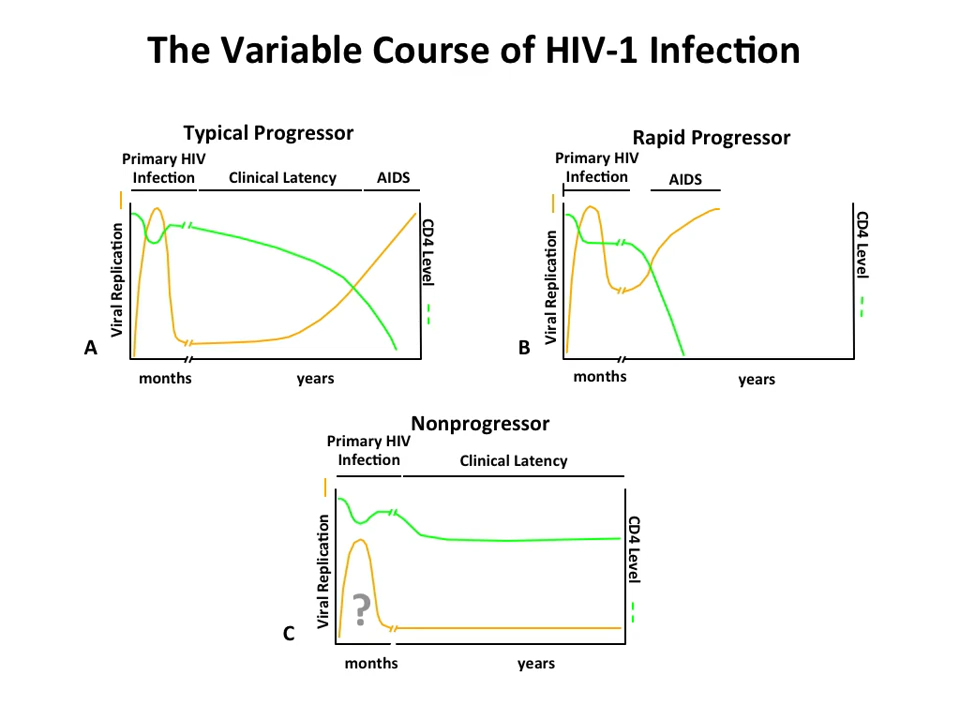 The Variable Course of HIV-1 Infection
Typical Progressor
Primary HIV
Infection
Clinical Latency
AIDS
Viral Replication
CD4 Level
A
months
years
Rapid Progressor
Primary HIV
Infection
AIDS
Viral Replication
CD4 Level
B
months
years
Nonprogressor
Primary HIV
Infection
Clinical Latency
Viral Replication
?
CD4 Level
C
months
years